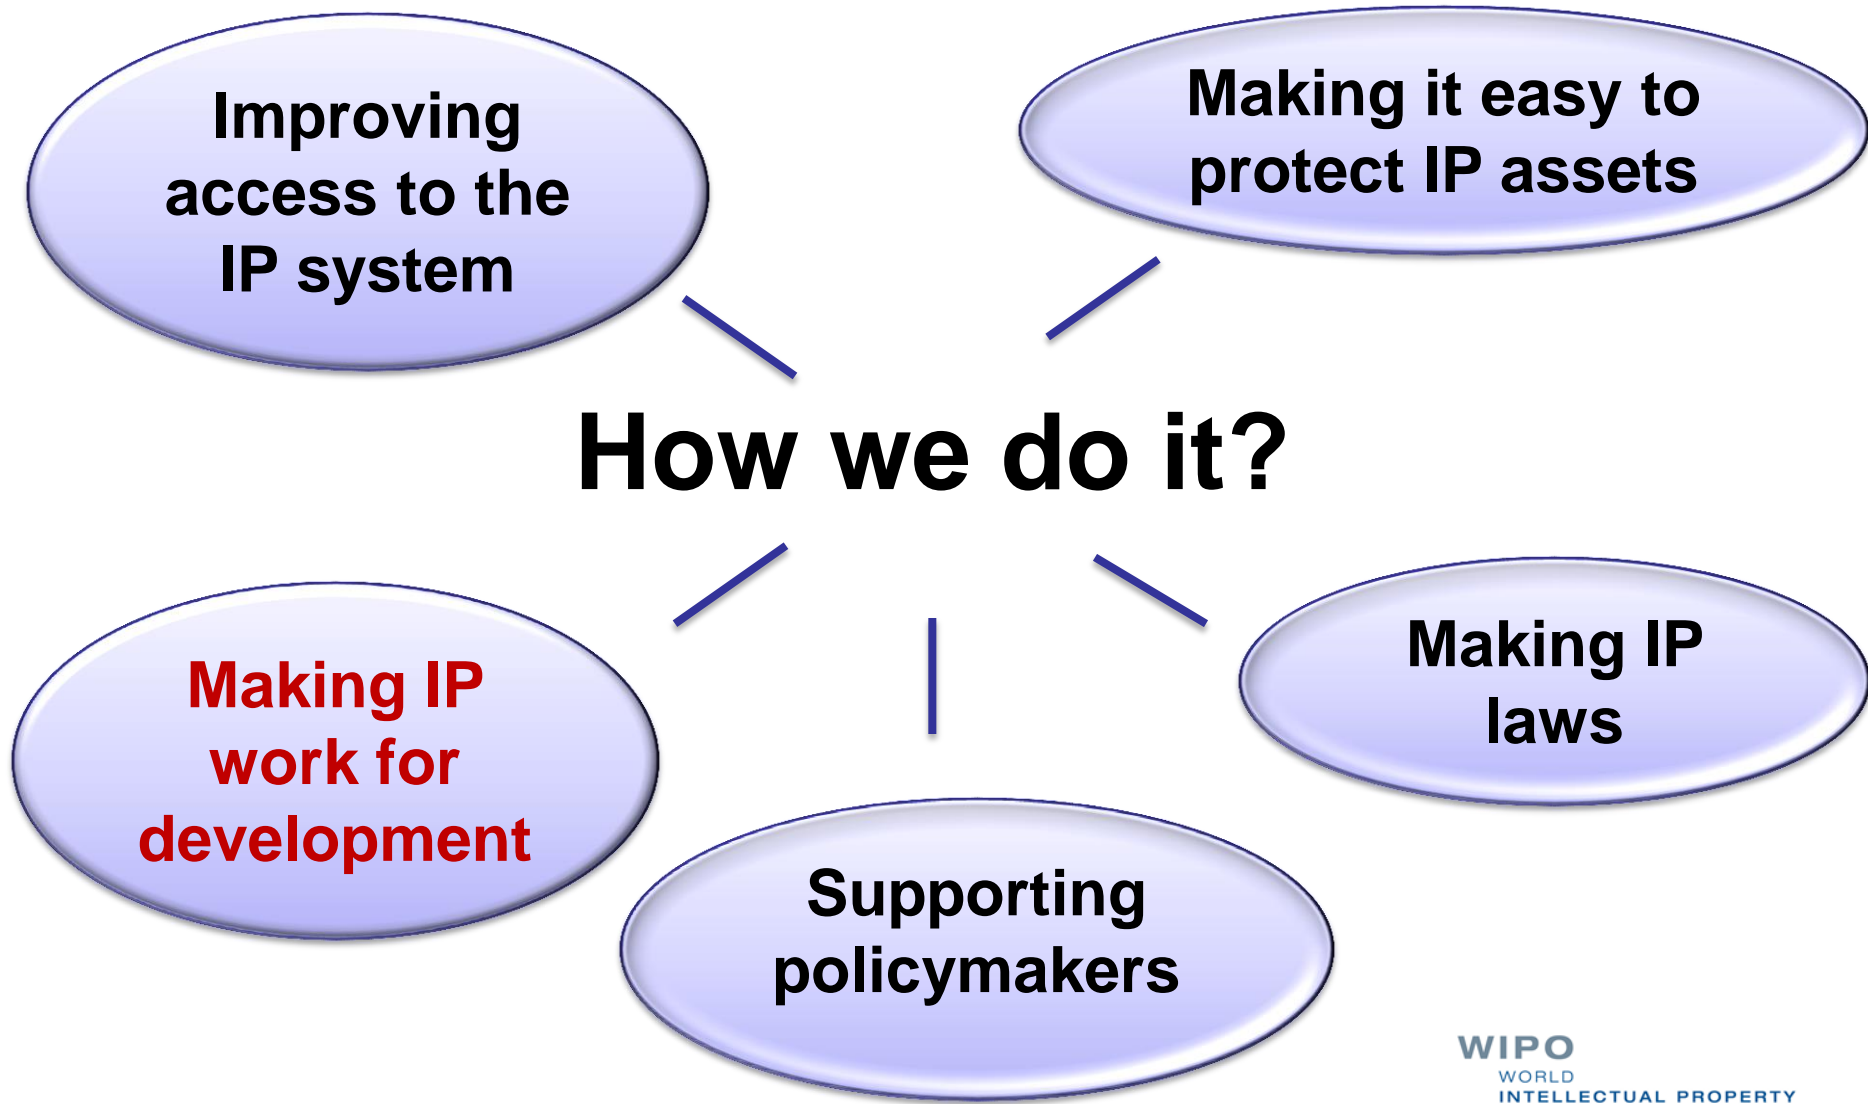 Improving
access to the
IP system
Making it easy to
protect IP assets
How we do it?
Making IP
work for
development
Supporting
policymakers
Making IP
laws
WIPO
WORLD
INTELLECTUAL PROPERTY